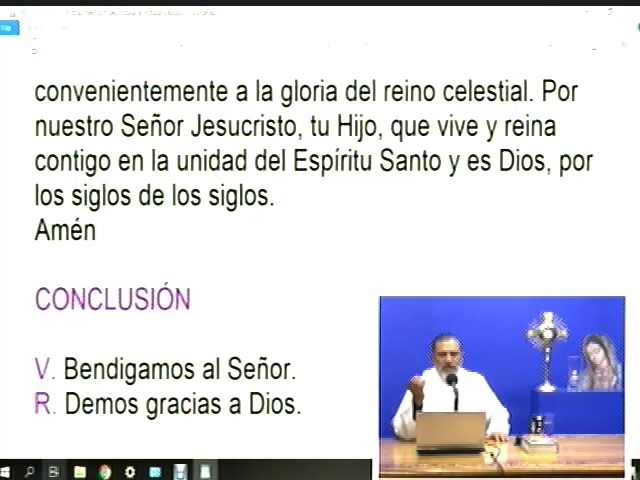 convenientemente a la gloria del reino celestial. Por
nuestro Señor Jesucristo, tu Hijo, que vive y reina
contigo en la unidad del Espíritu Santo y es Dios, por
los siglos de los siglos.
Amén
CONCLUSIÓN
V. Bendigamos al Señor.
R. Demos gracias a Dios.